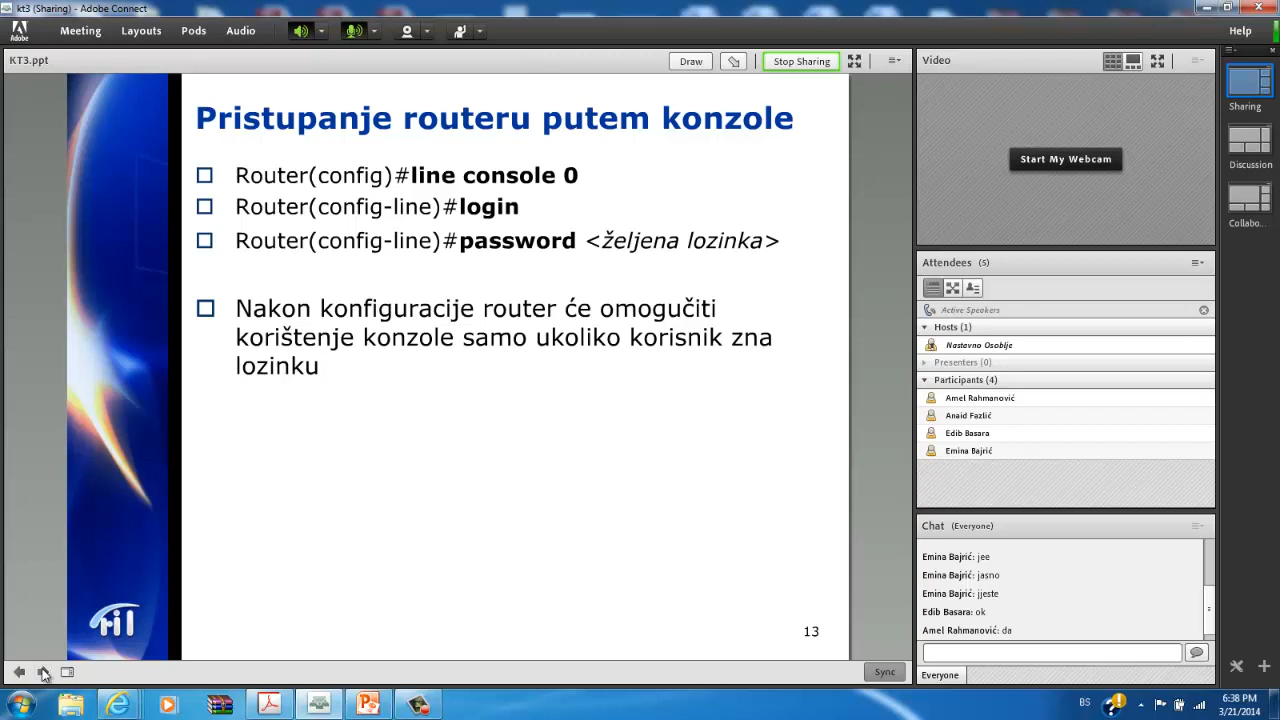 kt3 (Sharing) - Adobe Connect
Adobe
Meeting
Layouts
Pods
Audio
Help
KT3.ppt
Draw
Stop Sharing
Pristupanje routeru putem konzole
Router(config)#line console 0
Router(config-line)#login
Router(config-line)#password <željena lozinka>
Nakon konfiguracije router će omogučiti
korištenje konzole samo ukoliko korisnik zna
lozinku
13
Sync
Video
Start My Webcam
Attendees (5)
Active Speakers
Hosts (1)
Nastavno Osoblje
Presenters (0)
Participants (4)
Amel Rahmanović
Anaid Fazlić
Edib Basara
Emina Bajrić
Chat (Everyone)
Emina Bajrić: jee
Emina Bajrić: jasno
Emina Bajrić: jjeste
Edib Basara: ok
Amel Rahmanović: da
Everyone
Sharing
Discussion
Collabo...
BS
6:38 PM
3/21/2014